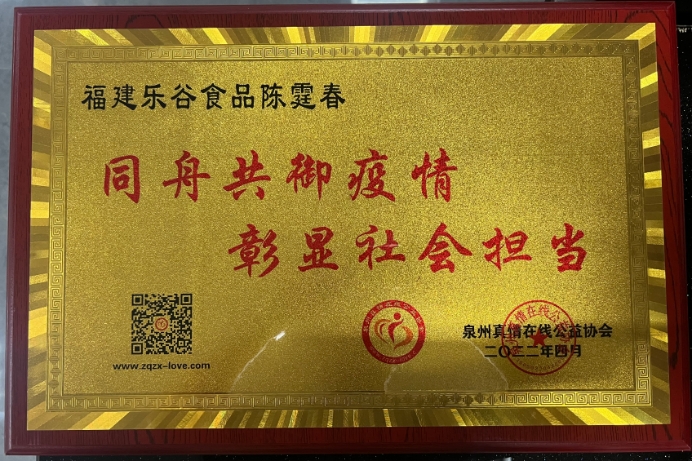 福建乐谷食品陈霆春
同舟共御疫情
彰显社会担当
www.zqzx-love.com
泉州真情在线公益协会
二〇二二年四月